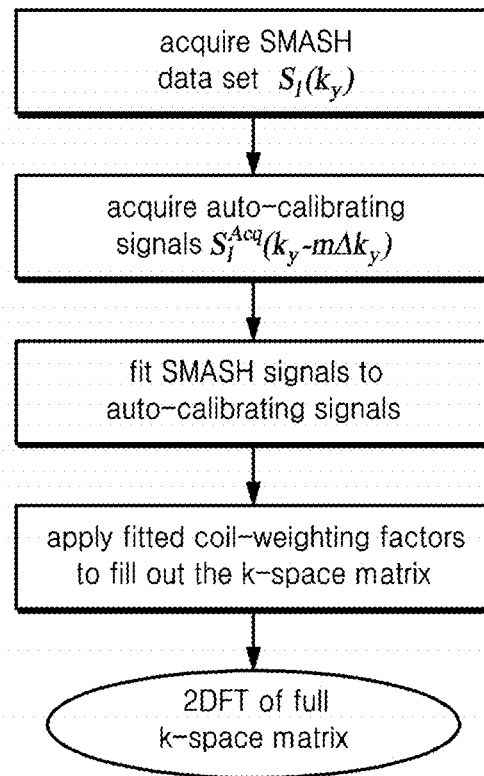 acquire SMASH
data set S_l(k_y)
acquire auto-calibrating
signals S_l^{Acq}(k_y-mΔk_y)
fit SMASH signals to
auto-calibrating signals
apply fitted coil-weighting factors
to fill out the k-space matrix
2DFT of full
k-space matrix